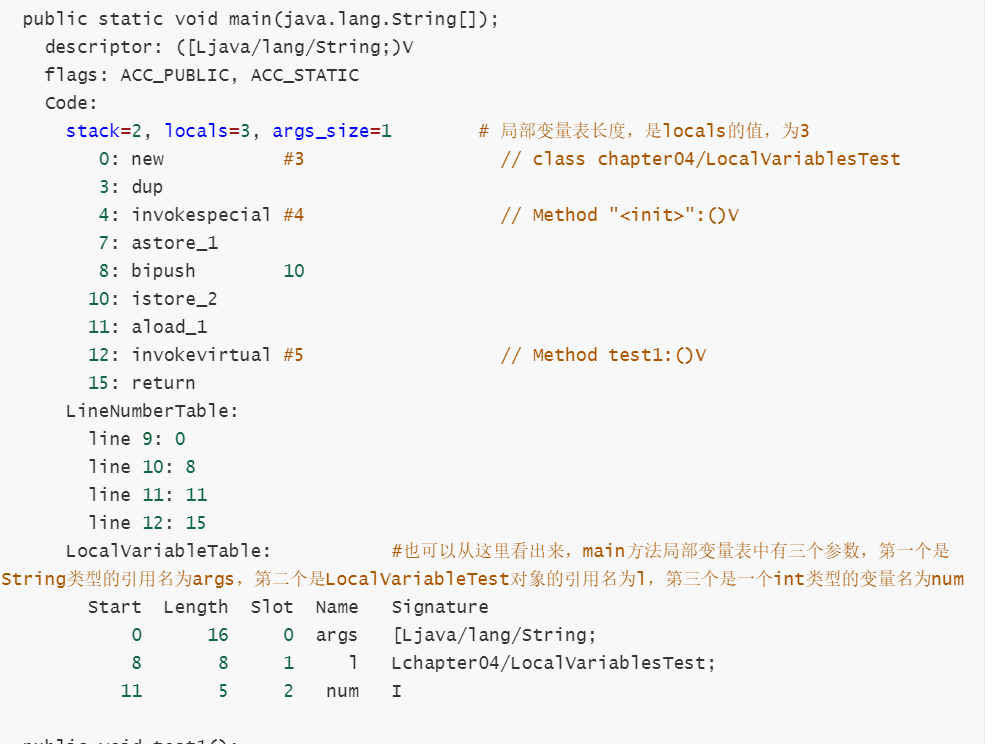 public static void main(java.lang.String[]);
descriptor: ([Ljava/lang/String;)V
flags: ACC_PUBLIC, ACC_STATIC
Code:
stack=2, locals=3, args_size=1 # 局部变量表长度，是locals的值，为3
0: new #3 // class chapter04/LocalVariablesTest
3: dup
4: invokespecial #4 // Method "<init>":()V
7: astore_1
8: bipush 10
10: istore_2
11: aload_1
12: invokevirtual #5 // Method test1:()V
15: return
LineNumberTable:
line 9: 0
line 10: 8
line 11: 11
line 12: 15
LocalVariableTable: #也可以从这里看出来，main方法局部变量表中有三个参数，第一个是
String类型的引用名为args，第二个是LocalVariableTest对象的引用名为l，第三个是一个int类型的变量名为num
Start Length Slot Name Signature
0 16 0 args [Ljava/lang/String;
8 8 1 l Lchapter04/LocalVariablesTest;
11 5 2 num I
public void test1();